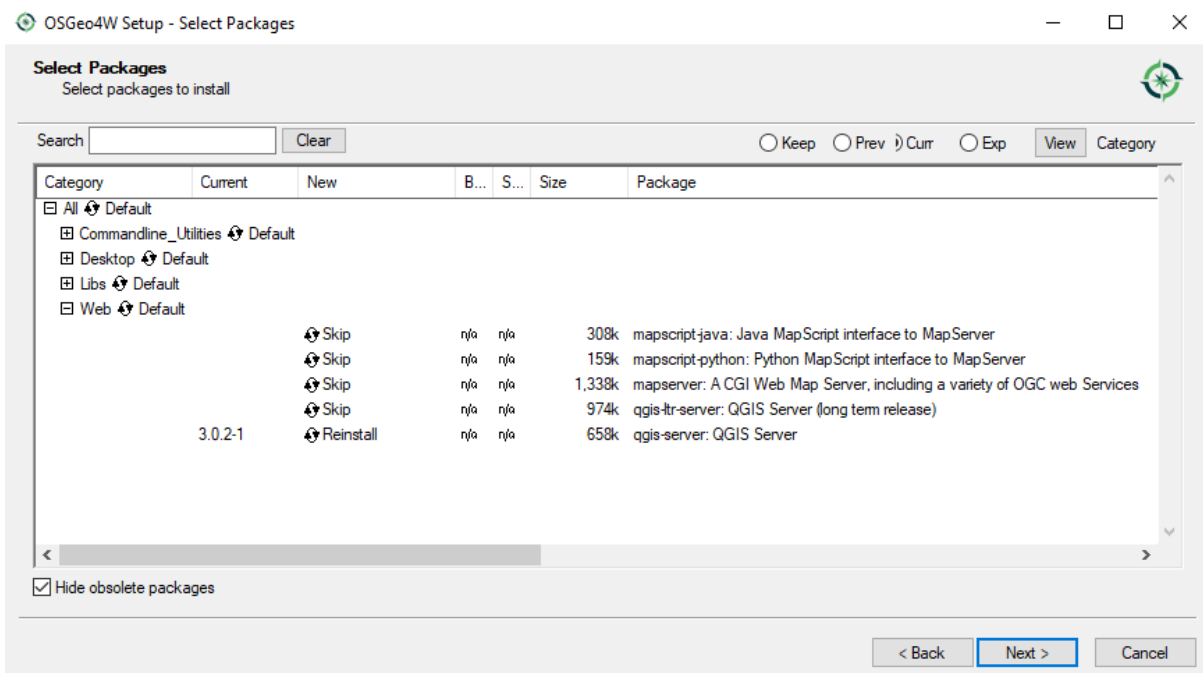 OSGeo4W Setup - Select Packages
Select Packages
Select packages to install
Search Clear Keep Prev Curr Exp View Category
Category Current New B... S... Size Package
All Default
Commandline_Utilities Default
Desktop Default
Libs Default
Web Default
Skip n/a n/a 308k mapscript-java: Java MapScript interface to MapServer
Skip n/a n/a 159k mapscript-python: Python MapScript interface to MapServer
Skip n/a n/a 1,338k mapserver: A CGI Web Map Server, including a variety of OGC web Services
Skip n/a n/a 974k qgis-ltr-server: QGIS Server (long term release)
3.0.2-1 Reinstall n/a n/a 658k qgis-server: QGIS Server
Hide obsolete packages
< Back Next > Cancel